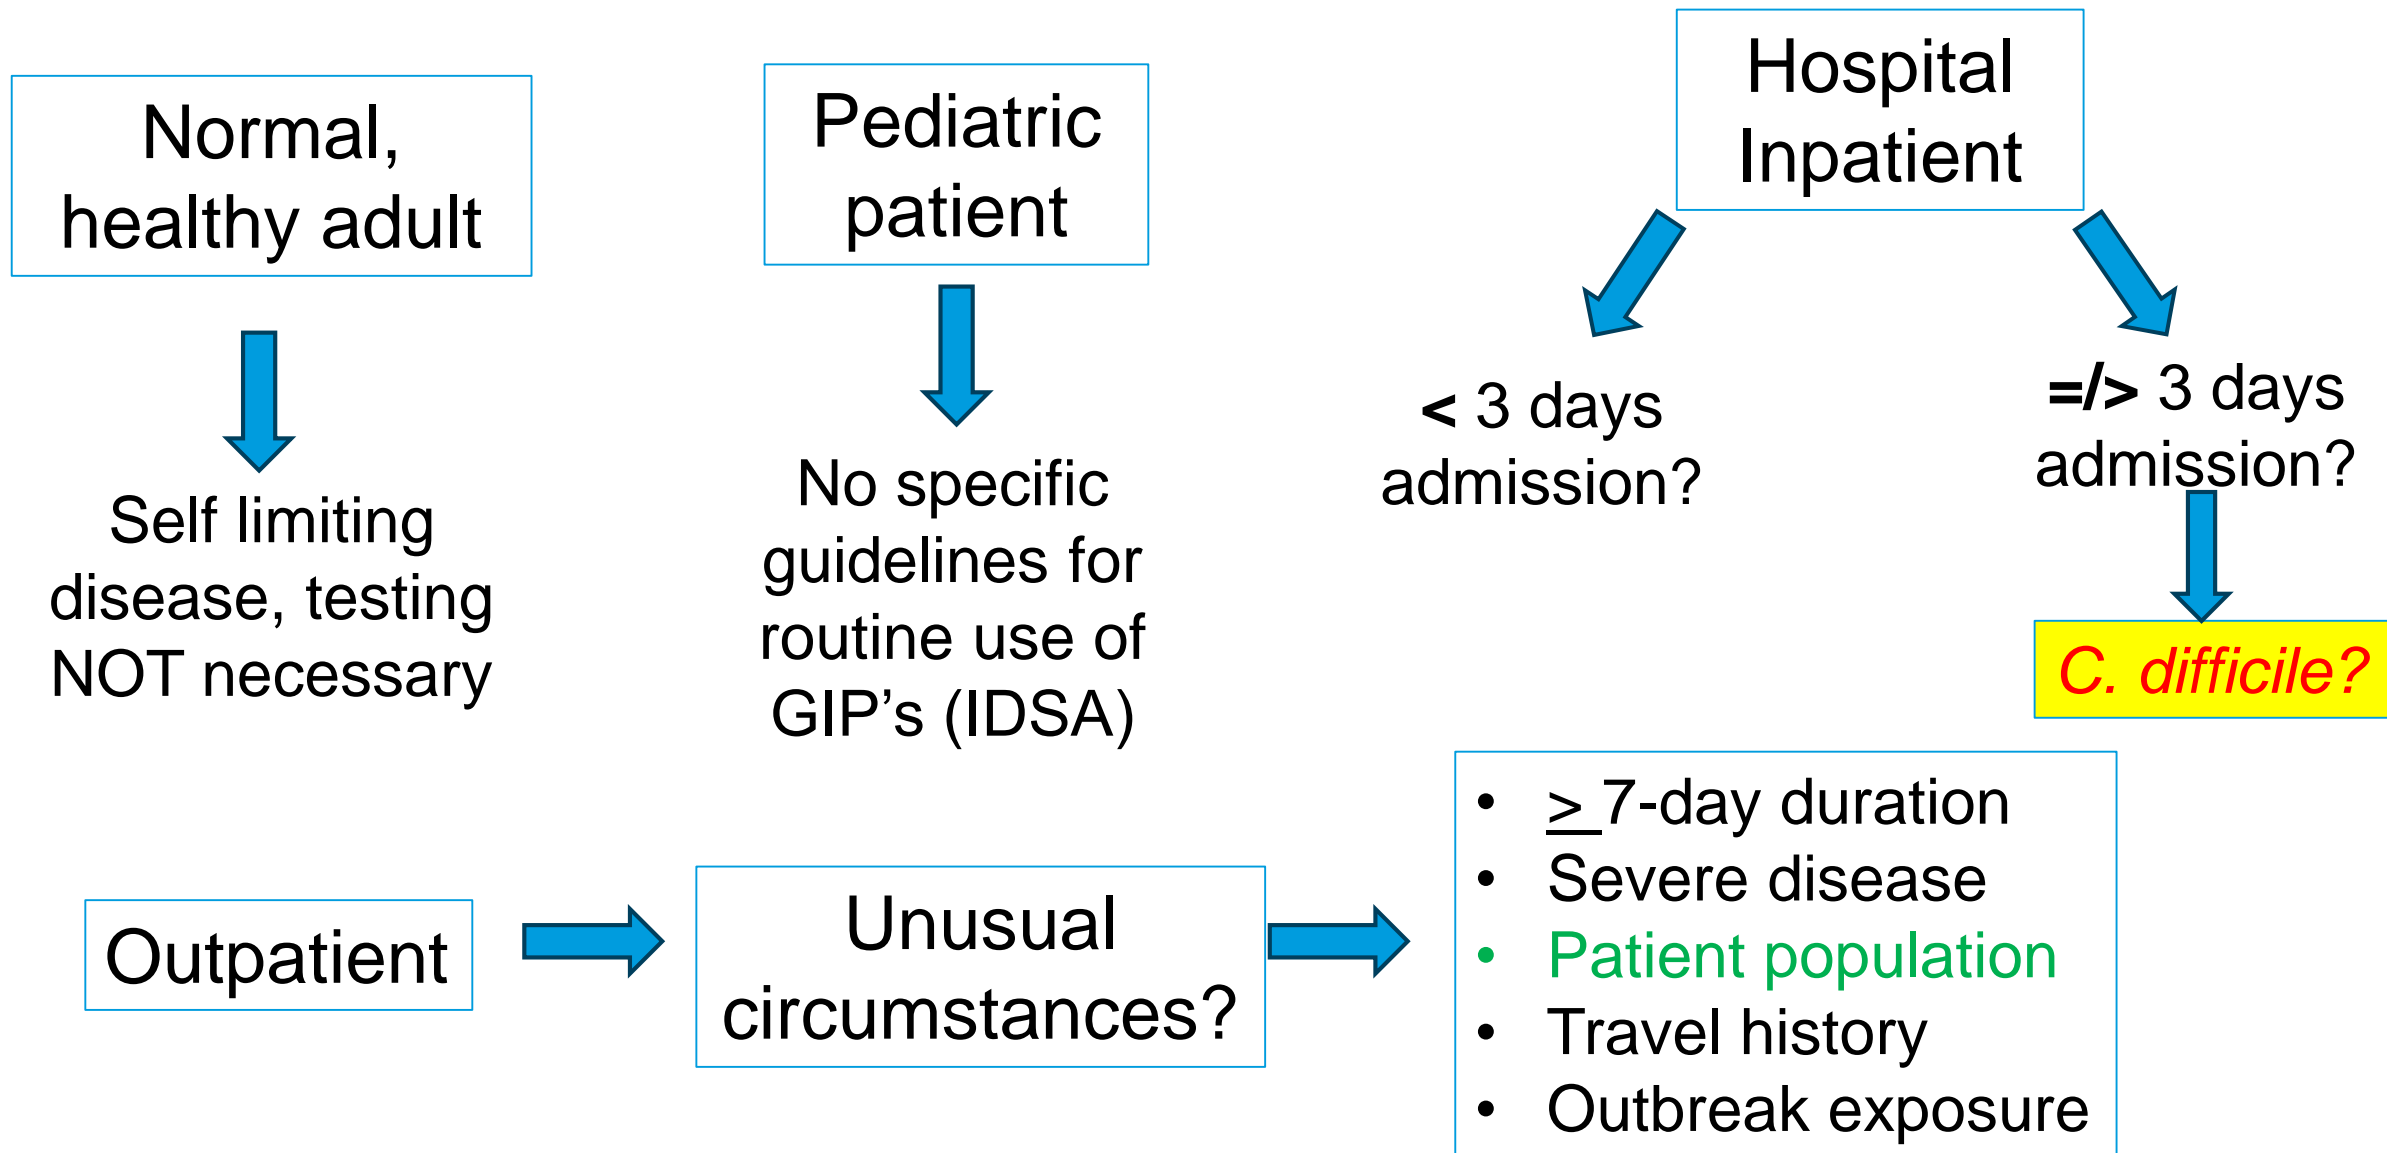 Normal,
healthy adult
Self limiting
disease, testing
NOT necessary
Pediatric
patient
No specific
guidelines for
routine use of
GIP’s (IDSA)
Hospital
Inpatient
< 3 days
admission?
=/> 3 days
admission?
C. difficile?
Outpatient
Unusual
circumstances?
• > 7-day duration
• Severe disease
• Patient population
• Travel history
• Outbreak exposure